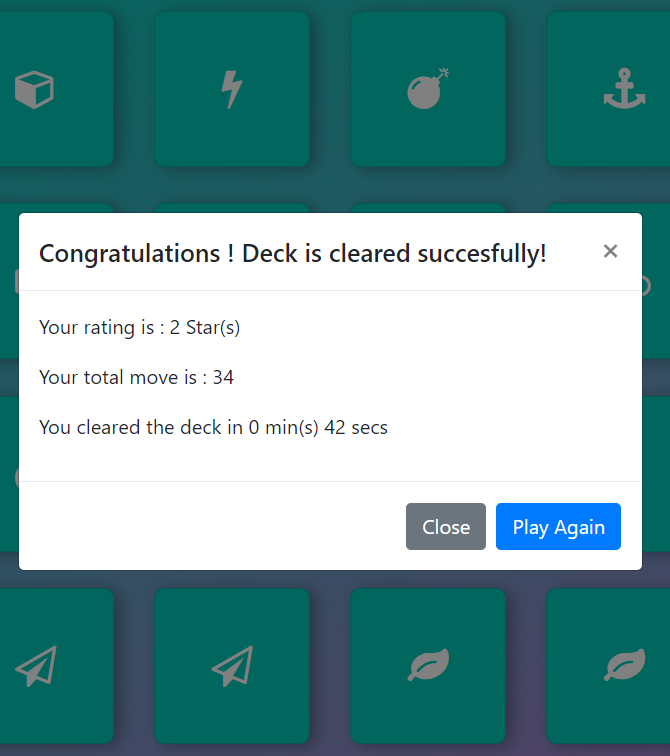 Congratulations ! Deck is cleared succesfully!
×
Your rating is : 2 Star(s)
Your total move is : 34
You cleared the deck in 0 min(s) 42 secs
Close
Play Again